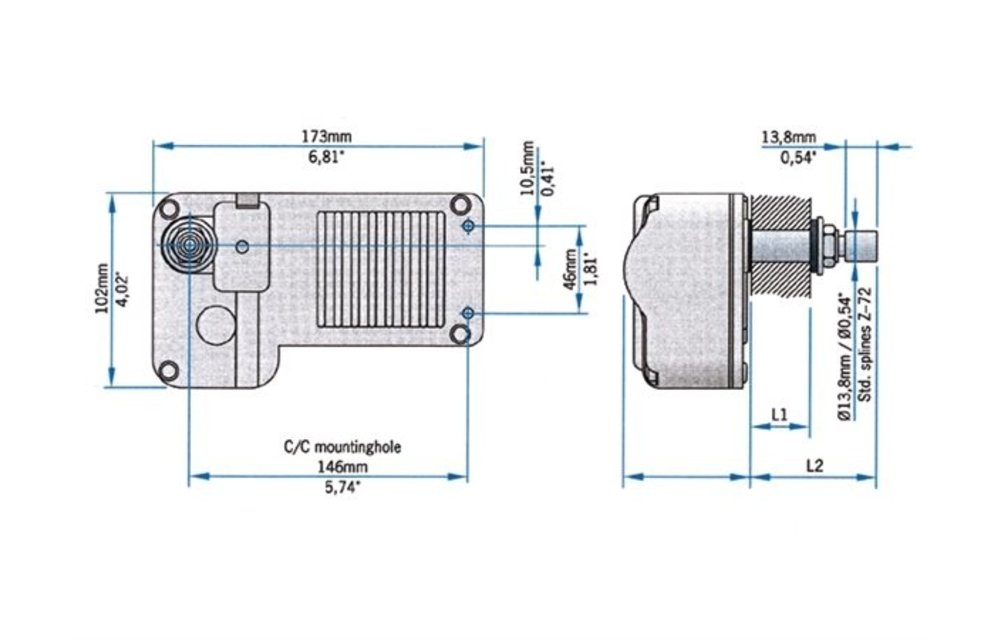 173mm
6,81"
102mm
4,02"
10,5mm
0,41"
46mm
1,81"
C/C mountinghole
146mm
5,74"
13,8mm
0,54"
Ø13,8mm / Ø0,54"
Std. splines Z-72
L1
L2